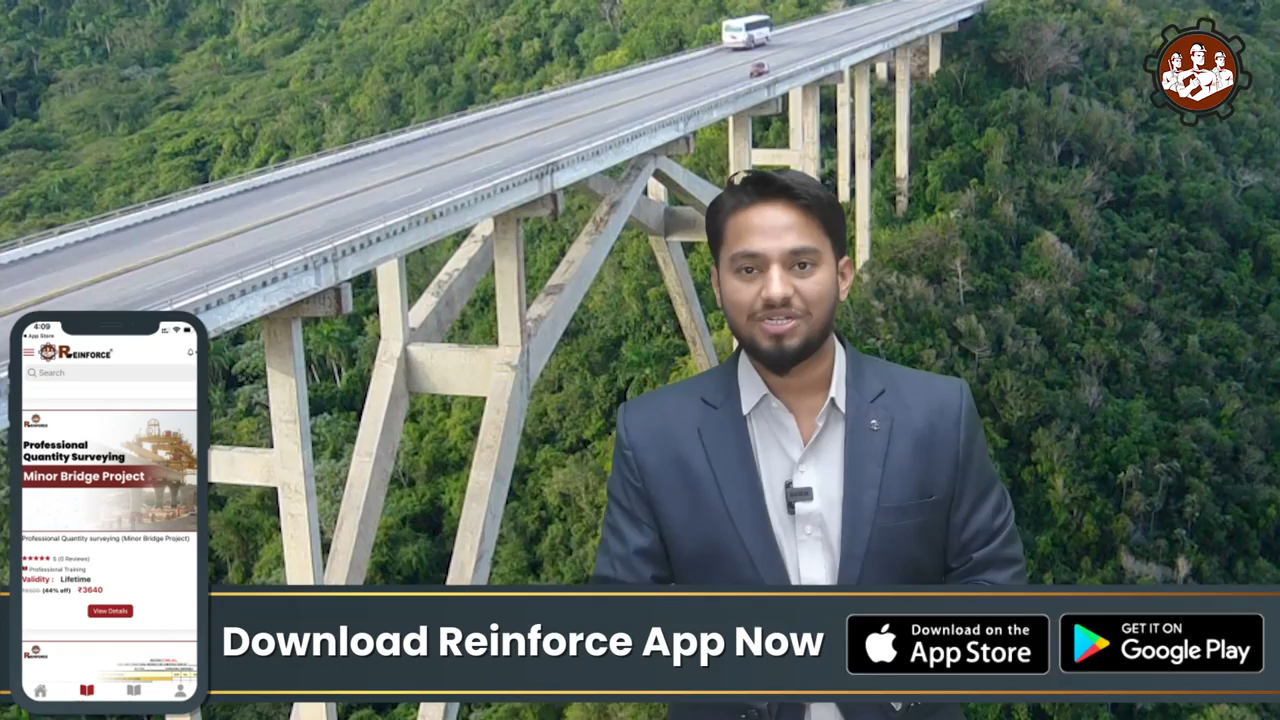 4:09
App Store
REINFORCE
Search
REINFORCE
Professional
Quantity Surveying
Minor Bridge Project
Professional Quantity surveying (Minor Bridge Project)
5 (0 Reviews)
Professional Training
Validity : Lifetime
(44% off) ₹3640
View Details
REINFORCE
Download Reinforce App Now
Download on the
App Store
GET IT ON
Google Play